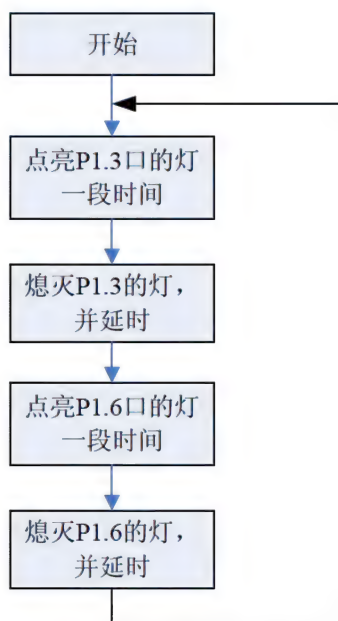 开始
点亮P1.3口的灯
一段时间
熄灭P1.3的灯，
并延时
点亮P1.6口的灯
一段时间
熄灭P1.6的灯，
并延时